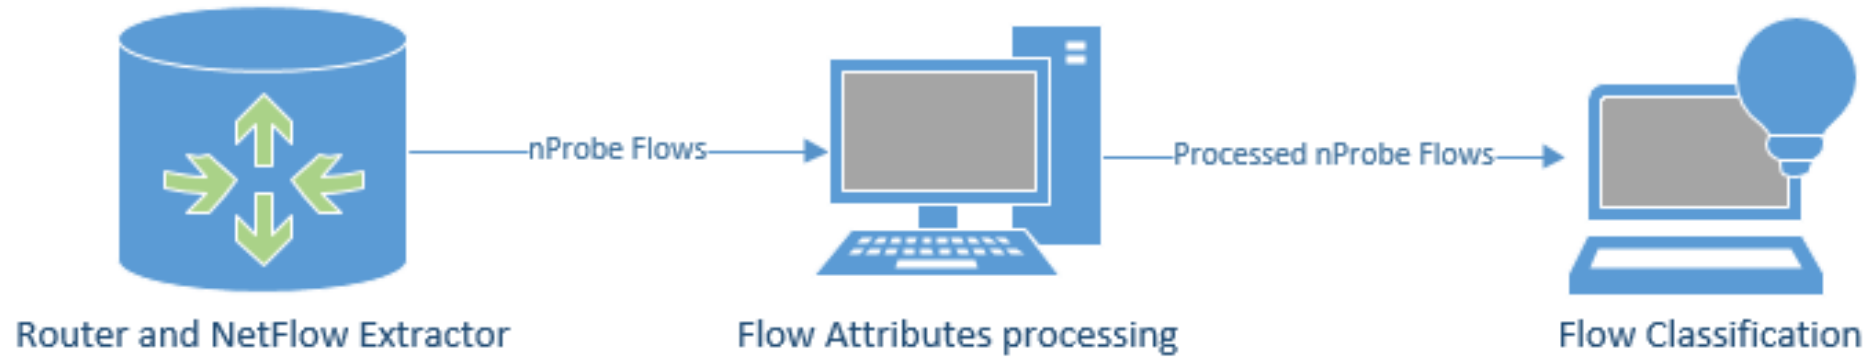 nProbe Flows
Processed nProbe Flows
Router and NetFlow Extractor
Flow Attributes processing
Flow Classification